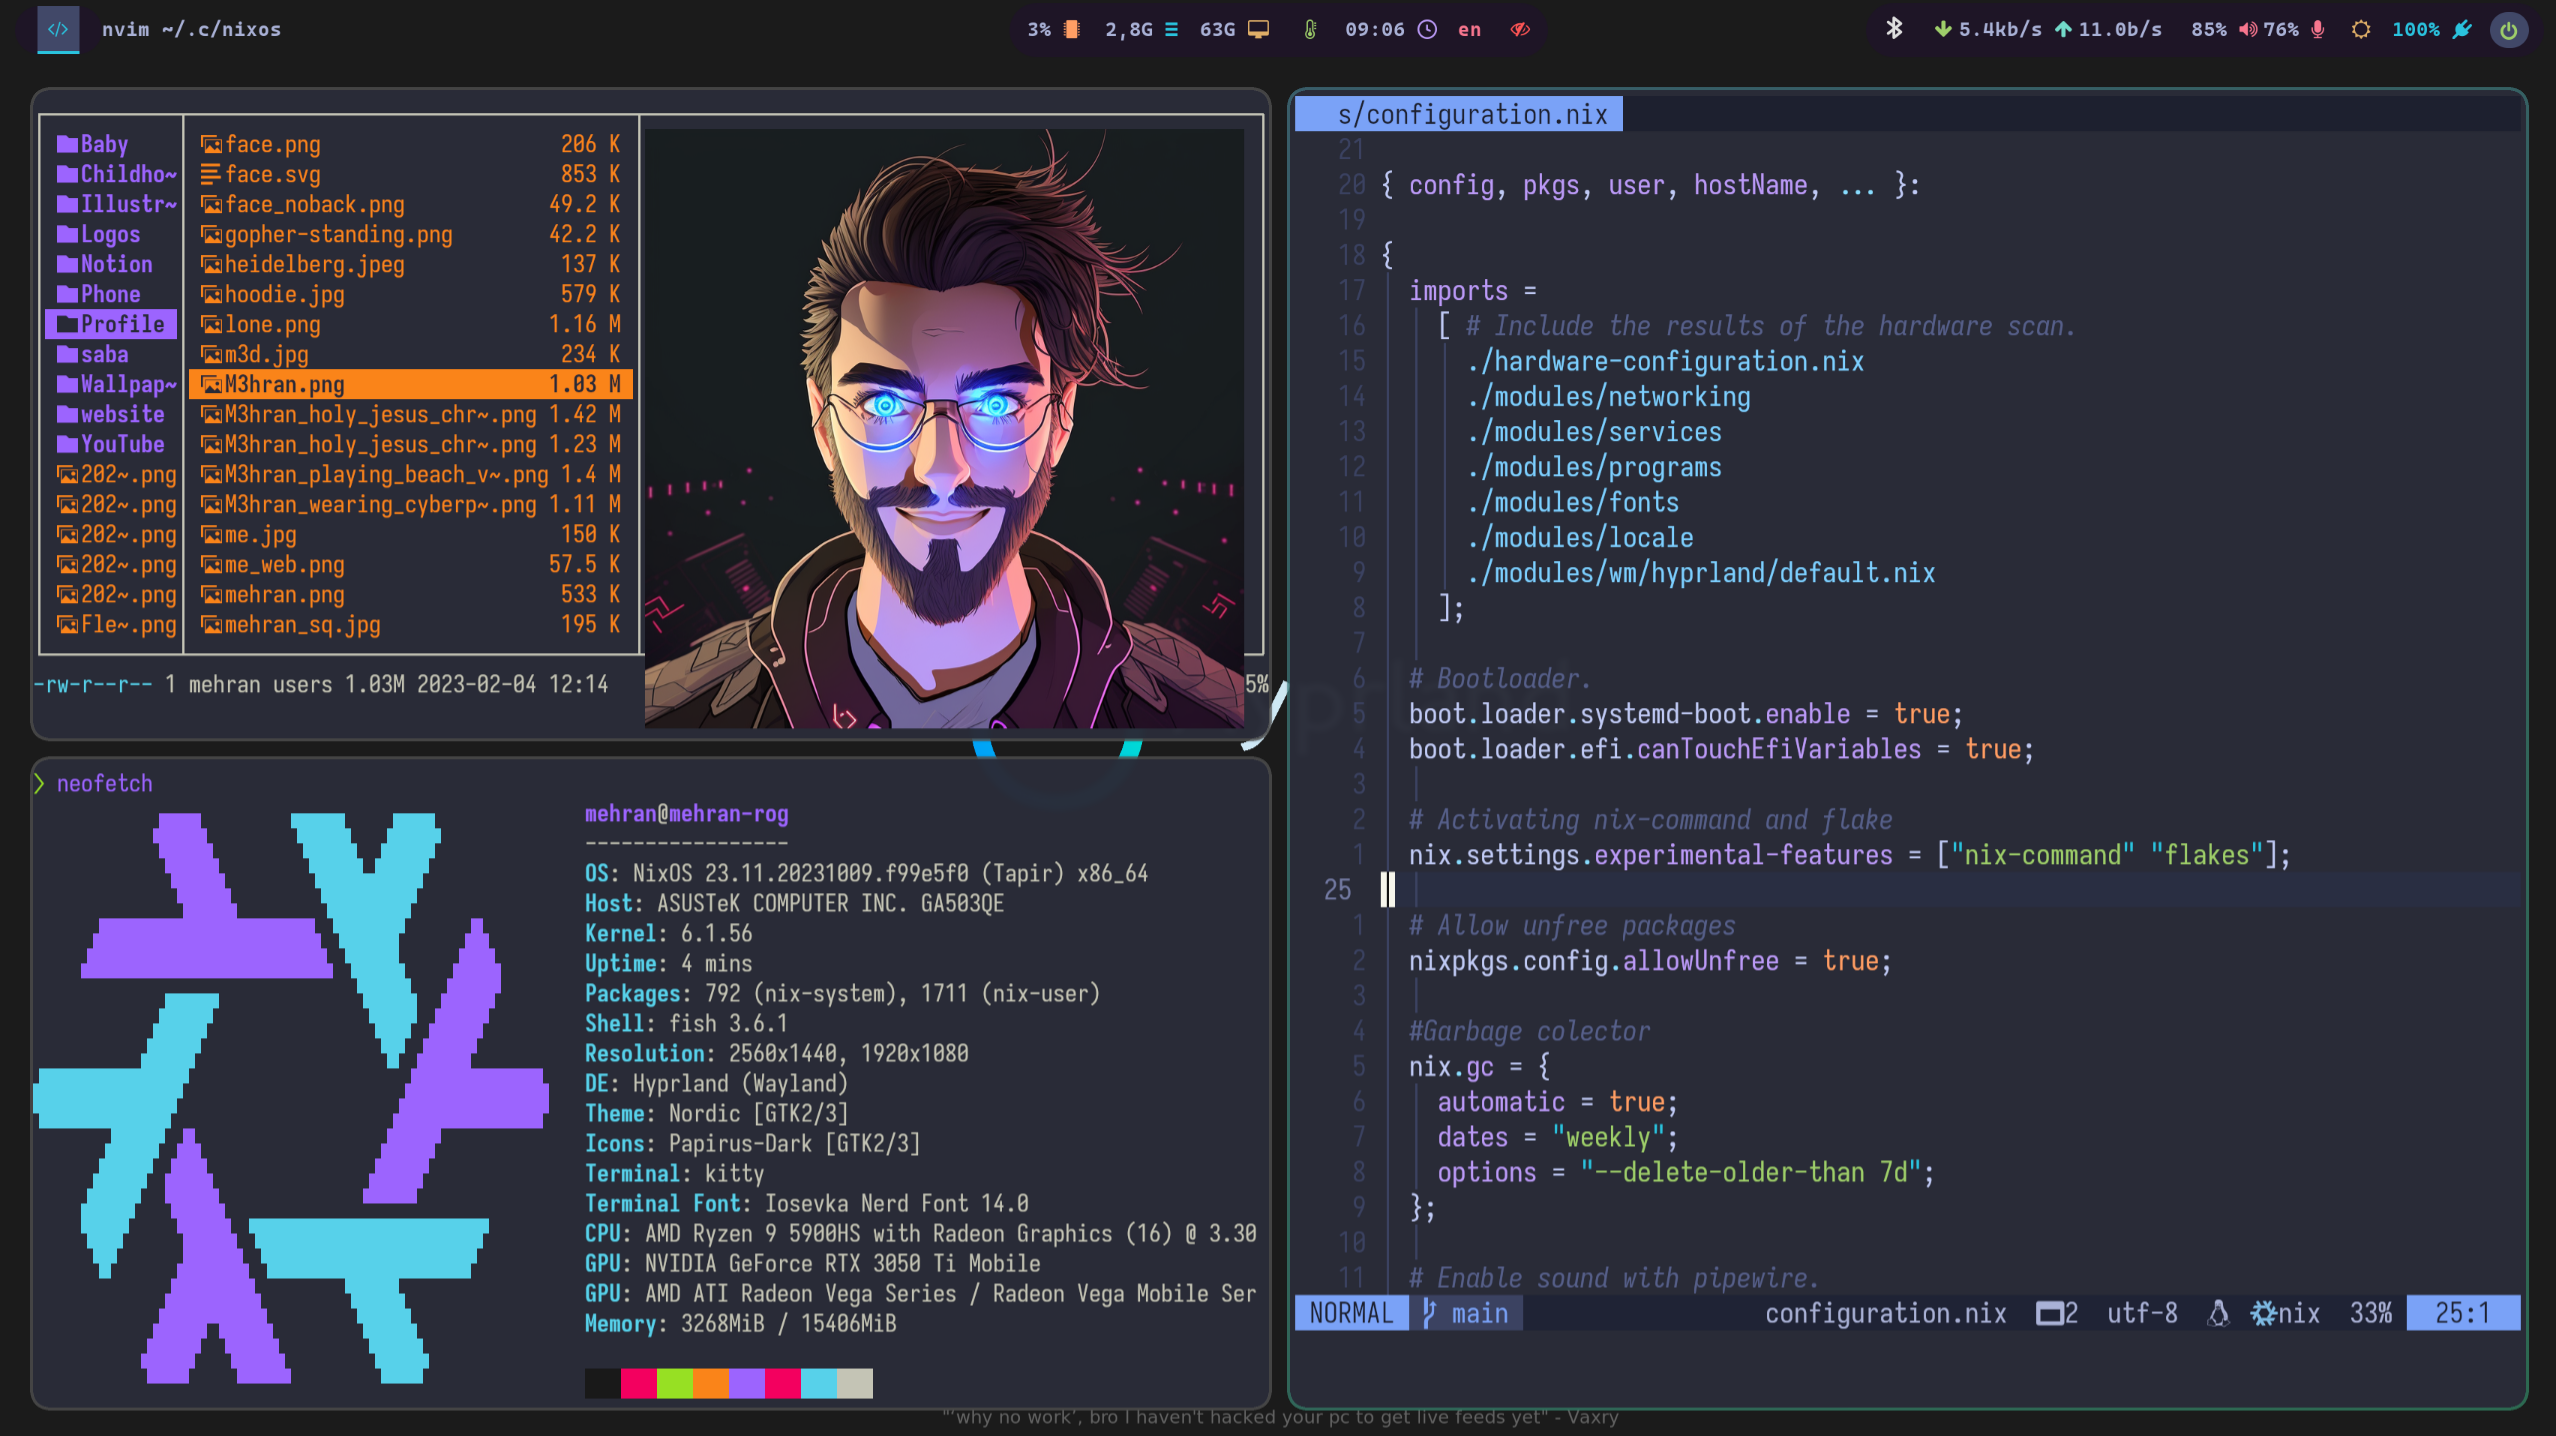 nvim ~/.c/nixos
3% 2,8G 63G 09:06 en
5.4kb/s 11.0b/s 85% 76% 100%
Baby
Childho~
Illustr~
Logos
Notion
Phone
Profile
saba
Wallpap~
website
YouTube
202~.png
202~.png
202~.png
202~.png
202~.png
Fle~.png
face.png 206 K
face.svg 853 K
face_noback.png 49.2 K
gopher-standing.png 42.2 K
heidelberg.jpeg 137 K
hoodie.jpg 579 K
lone.png 1.16 M
m3d.jpg 234 K
M3hran.png 1.03 M
M3hran_holy_jesus_chr~.png 1.42 M
M3hran_holy_jesus_chr~.png 1.23 M
M3hran_playing_beach_v~.png 1.4 M
M3hran_wearing_cyberp~.png 1.11 M
me.jpg 150 K
me_web.png 57.5 K
mehran.png 533 K
mehran_sq.jpg 195 K
-rw-r--r-- 1 mehran users 1.03M 2023-02-04 12:14
5%
❯ neofetch
mehran@mehran-rog
-----------------
OS: NixOS 23.11.20231009.f99e5f0 (Tapir) x86_64
Host: ASUSTeK COMPUTER INC. GA503QE
Kernel: 6.1.56
Uptime: 4 mins
Packages: 792 (nix-system), 1711 (nix-user)
Shell: fish 3.6.1
Resolution: 2560x1440, 1920x1080
DE: Hyprland (Wayland)
Theme: Nordic [GTK2/3]
Icons: Papirus-Dark [GTK2/3]
Terminal: kitty
Terminal Font: Iosevka Nerd Font 14.0
CPU: AMD Ryzen 9 5900HS with Radeon Graphics (16) @ 3.30
GPU: NVIDIA GeForce RTX 3050 Ti Mobile
GPU: AMD ATI Radeon Vega Series / Radeon Vega Mobile Ser
Memory: 3268MiB / 15406MiB
s/configuration.nix
21
20 { config, pkgs, user, hostName, ... }:
19
18 {
17 imports =
16 [ # Include the results of the hardware scan.
15 ./hardware-configuration.nix
14 ./modules/networking
13 ./modules/services
12 ./modules/programs
11 ./modules/fonts
10 ./modules/locale
9 ./modules/wm/hyprland/default.nix
8 ];
7
6 # Bootloader.
5 boot.loader.systemd-boot.enable = true;
4 boot.loader.efi.canTouchEfiVariables = true;
3
2 # Activating nix-command and flake
1 nix.settings.experimental-features = ["nix-command" "flakes"];
25
1 # Allow unfree packages
2 nixpkgs.config.allowUnfree = true;
3
4 #Garbage colector
5 nix.gc = {
6 automatic = true;
7 dates = "weekly";
8 options = "--delete-older-than 7d";
9 };
10
11 # Enable sound with pipewire.
NORMAL main configuration.nix 2 utf-8 nix 33% 25:1
"'why no work', bro I haven't hacked your pc to get live feeds yet" - Vaxry